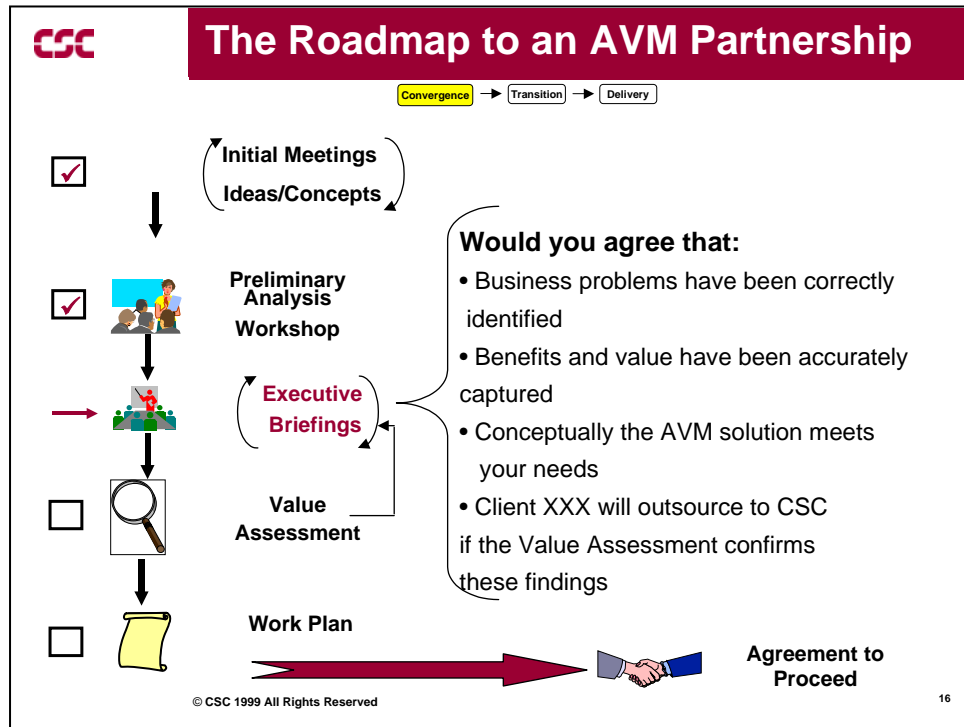 CSC
The Roadmap to an AVM Partnership
Convergence
Transition
Delivery
Initial Meetings
Ideas/Concepts
Preliminary
Analysis
Workshop
Executive
Briefings
Value
Assessment
Work Plan
Would you agree that:
• Business problems have been correctly
identified
• Benefits and value have been accurately
captured
• Conceptually the AVM solution meets
your needs
• Client XXX will outsource to CSC
if the Value Assessment confirms
these findings
Agreement to
Proceed
© CSC 1999 All Rights Reserved
16